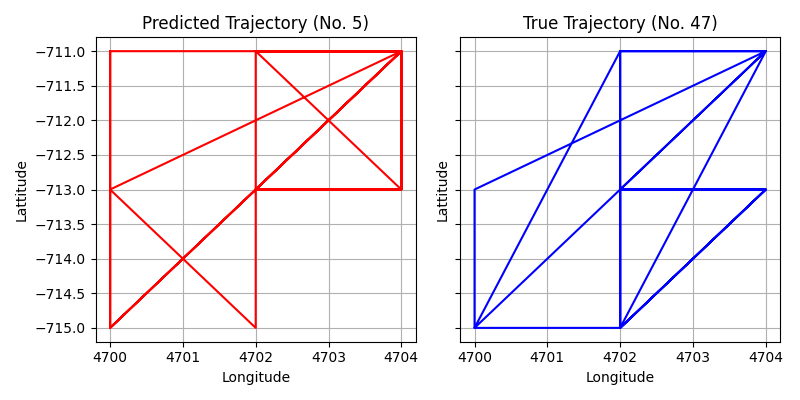 Predicted Trajectory (No. 5)
True Trajectory (No. 47)
−711.0
−711.5
−712.0
−712.5
−713.0
−713.5
−714.0
−714.5
−715.0
Lattitude
Lattitude
4700 4701 4702 4703 4704
4700 4701 4702 4703 4704
Longitude
Longitude